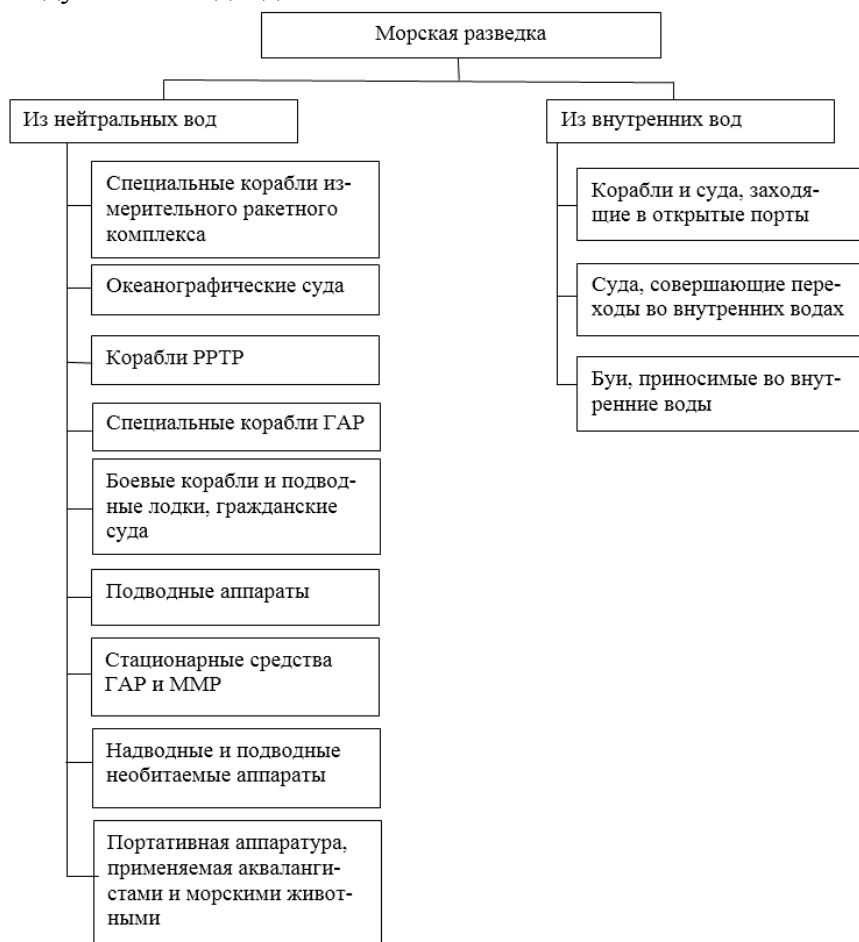 Морская разведка
Из нейтральных вод
Специальные корабли из-
мерительного ракетного
комплекса
Океанографические суда
Корабли РРТР
Специальные корабли ГАР
Боевые корабли и подвод-
ные лодки, гражданские
суда
Подводные аппараты
Стационарные средства
ГАР и ММР
Надводные и подводные
необитаемые аппараты
Портативная аппаратура,
применяемая аквалангис-
стами и морскими живот-
ными
Из внутренних вод
Корабли и суда, заходя-
щие в открытые порты
Суда, совершающие пере-
ходы во внутренних водах
Буи, приносимые во внут-
ренние воды